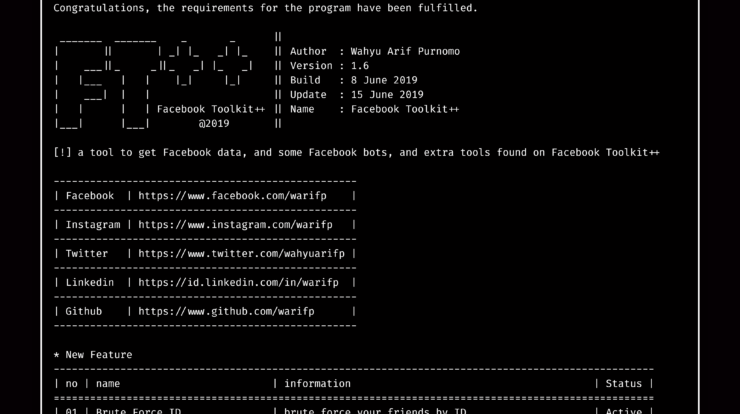 Congratulations, the requirements for the program have been fulfilled.
Author : Wahyu Arif Purnomo
Version : 1.6
Build : 8 June 2019
Update : 15 June 2019
Facebook Toolkit++ || Name : Facebook Toolkit++
@2019
[!] a tool to get Facebook data, and some Facebook bots, and extra tools found on Facebook Toolkit++
| Facebook | https://www.facebook.com/warifp |
| Instagram | https://www.instagram.com/warifp |
| Twitter | https://www.twitter.com/wahyuarifp |
| Linkedin | https://id.linkedin.com/in/warifp |
| Github | https://www.github.com/warifp |
* New Feature
| no | name | information | Status |
| 01 | Brute Force ID | brute force your friends by ID | Active |